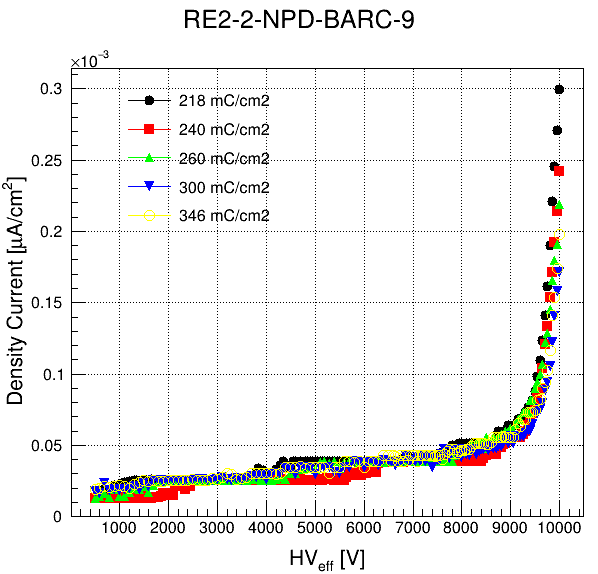 RE2-2-NPD-BARC-9
×10⁻³
0.3
0.25
0.2
0.15
0.1
0.05
0
Density Current [μA/cm²]
218 mC/cm2
240 mC/cm2
260 mC/cm2
300 mC/cm2
346 mC/cm2
1000 2000 3000 4000 5000 6000 7000 8000 9000 10000
HV_eff [V]